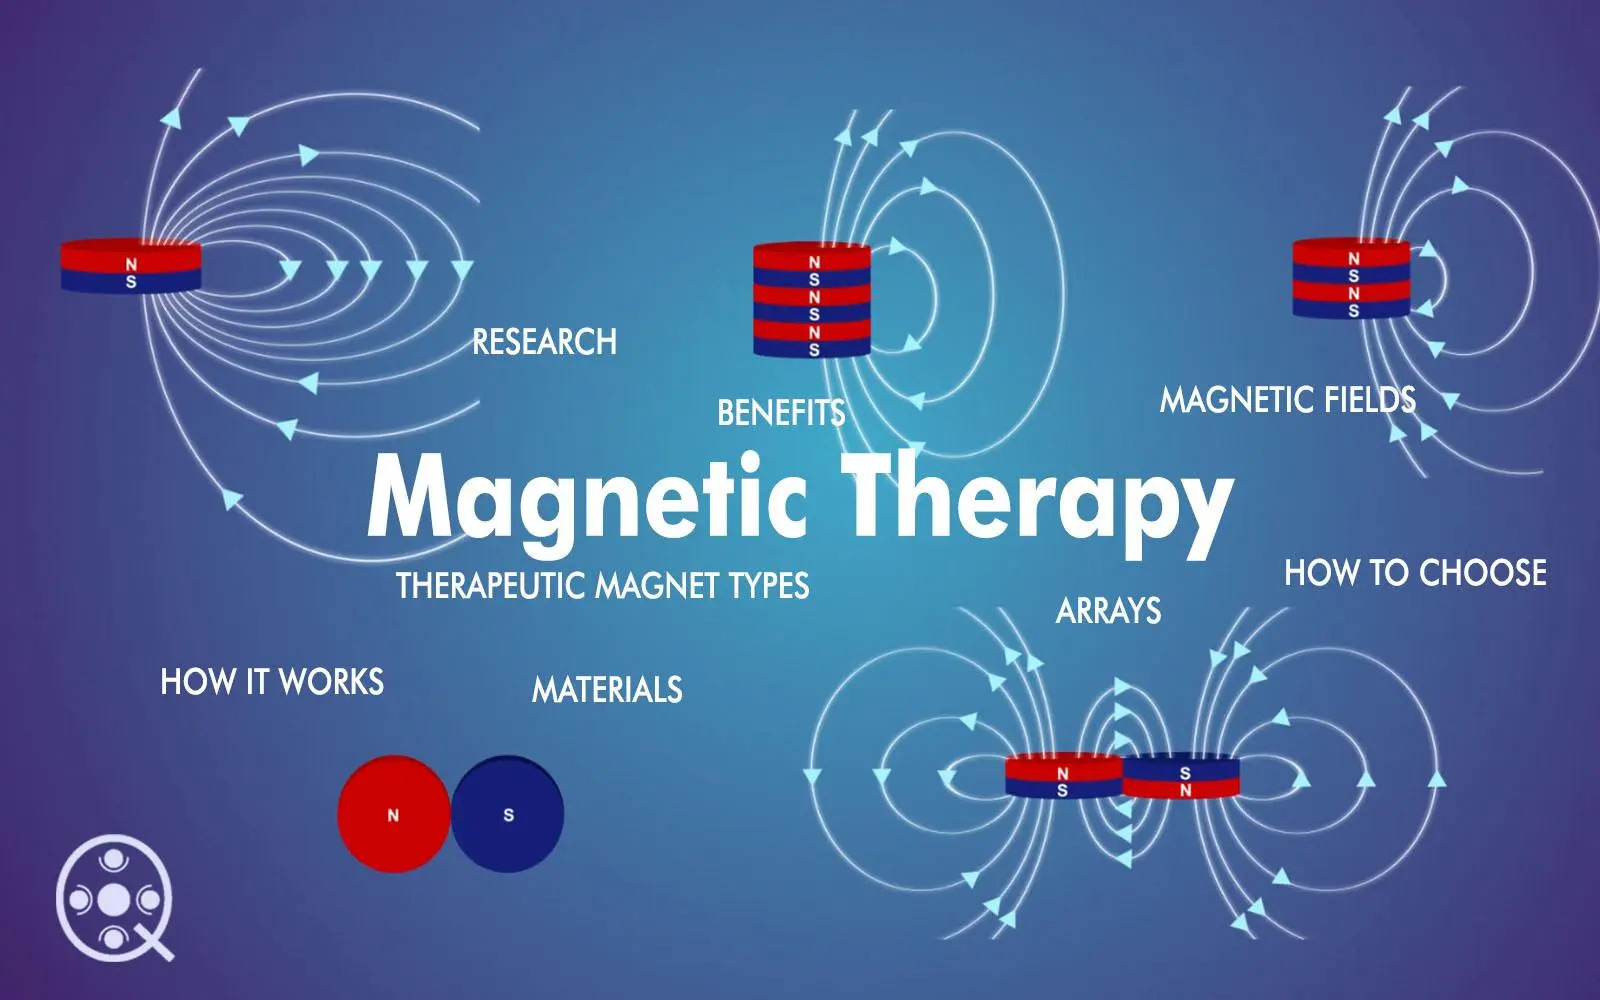 N
S
N
S
N
S
N
S
N
S
N
S
RESEARCH
BENEFITS
MAGNETIC FIELDS
Magnetic Therapy
HOW TO CHOOSE
THERAPEUTIC MAGNET TYPES
ARRAYS
HOW IT WORKS
MATERIALS
N
S
S
N
N
S